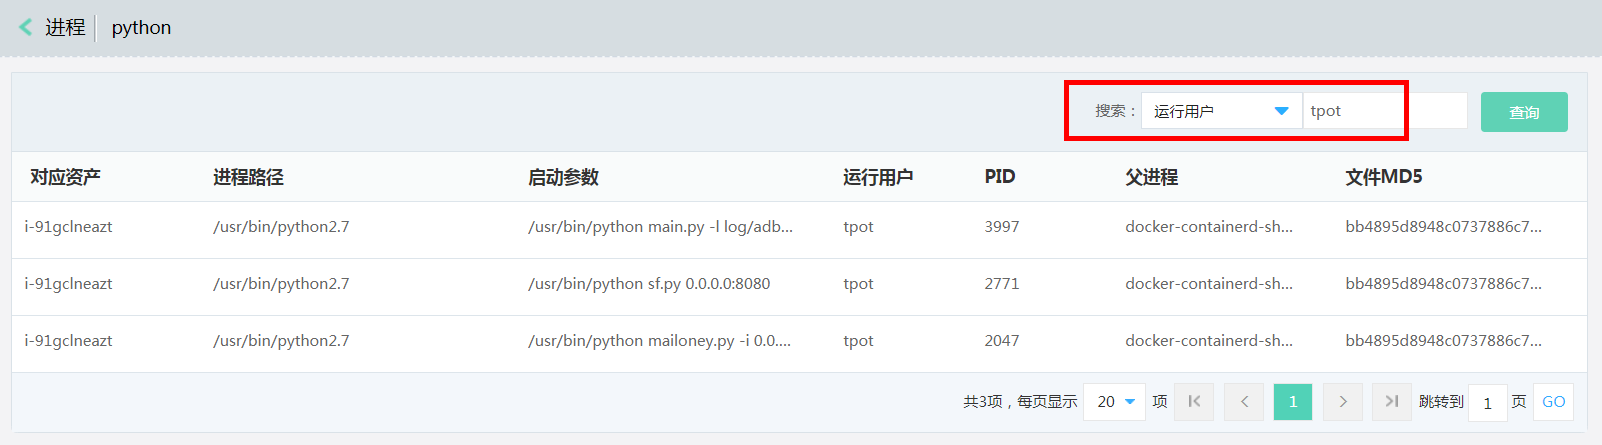 进程 python
搜索： 运行用户 tpot 查询
对应资产 进程路径 启动参数 运行用户 PID 父进程 文件MD5
i-91gclneazt /usr/bin/python2.7 /usr/bin/python main.py -l log/adb... tpot 3997 docker-containerd-sh... bb4895d8948c0737886c7...
i-91gclneazt /usr/bin/python2.7 /usr/bin/python sf.py 0.0.0.0:8080 tpot 2771 docker-containerd-sh... bb4895d8948c0737886c7...
i-91gclneazt /usr/bin/python2.7 /usr/bin/python mailoney.py -i 0.0.... tpot 2047 docker-containerd-sh... bb4895d8948c0737886c7...
共3项，每页显示 20 项 1 跳转到 1 页 GO